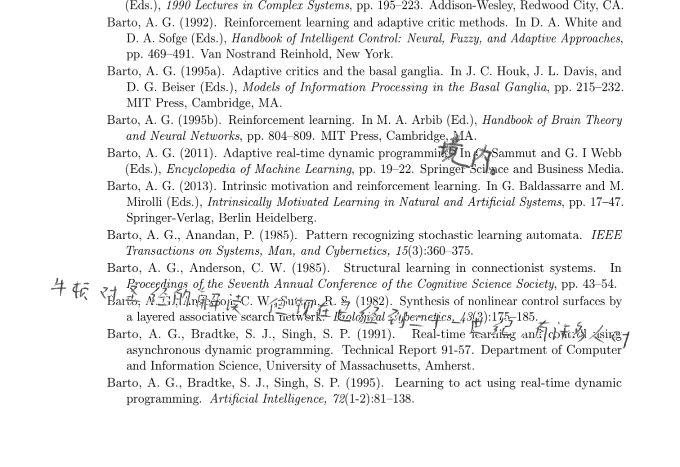 (Eds.), 1990 Lectures in Complex Systems, pp. 195–223. Addison-Wesley, Redwood City, CA.
Barto, A. G. (1992). Reinforcement learning and adaptive critic methods. In D. A. White and
D. A. Sofge (Eds.), Handbook of Intelligent Control: Neural, Fuzzy, and Adaptive Approaches,
pp. 469–491. Van Nostrand Reinhold, New York.
Barto, A. G. (1995a). Adaptive critics and the basal ganglia. In J. C. Houk, J. L. Davis, and
D. G. Beiser (Eds.), Models of Information Processing in the Basal Ganglia, pp. 215–232.
MIT Press, Cambridge, MA.
Barto, A. G. (1995b). Reinforcement learning. In M. A. Arbib (Ed.), Handbook of Brain Theory
and Neural Networks, pp. 804–809. MIT Press, Cambridge, MA.
Barto, A. G. (2011). Adaptive real-time dynamic programming. In C. Sammut and G. I Webb
境内。
(Eds.), Encyclopedia of Machine Learning, pp. 19–22. Springer Science and Business Media.
Barto, A. G. (2013). Intrinsic motivation and reinforcement learning. In G. Baldassarre and M.
Mirolli (Eds.), Intrinsically Motivated Learning in Natural and Artificial Systems, pp. 17–47.
Springer-Verlag, Berlin Heidelberg.
Barto, A. G., Anandan, P. (1985). Pattern recognizing stochastic learning automata. IEEE
Transactions on Systems, Man, and Cybernetics, 15(3):360–375.
Barto, A. G., Anderson, C. W. (1985). Structural learning in connectionist systems. In
Proceedings of the Seventh Annual Conference of the Cognitive Science Society, pp. 43–54.
牛顿对圣经的解读
Barto, A. G., Anderson, C. W., Sutton, R. S. (1982). Synthesis of nonlinear control surfaces by
a layered associative search network. Biological Cybernetics, 43(3):175–185.
Barto, A. G., Bradtke, S. J., Singh, S. P. (1991). Real-time learning and control using
asynchronous dynamic programming. Technical Report 91-57. Department of Computer
and Information Science, University of Massachusetts, Amherst.
Barto, A. G., Bradtke, S. J., Singh, S. P. (1995). Learning to act using real-time dynamic
programming. Artificial Intelligence, 72(1-2):81–138.